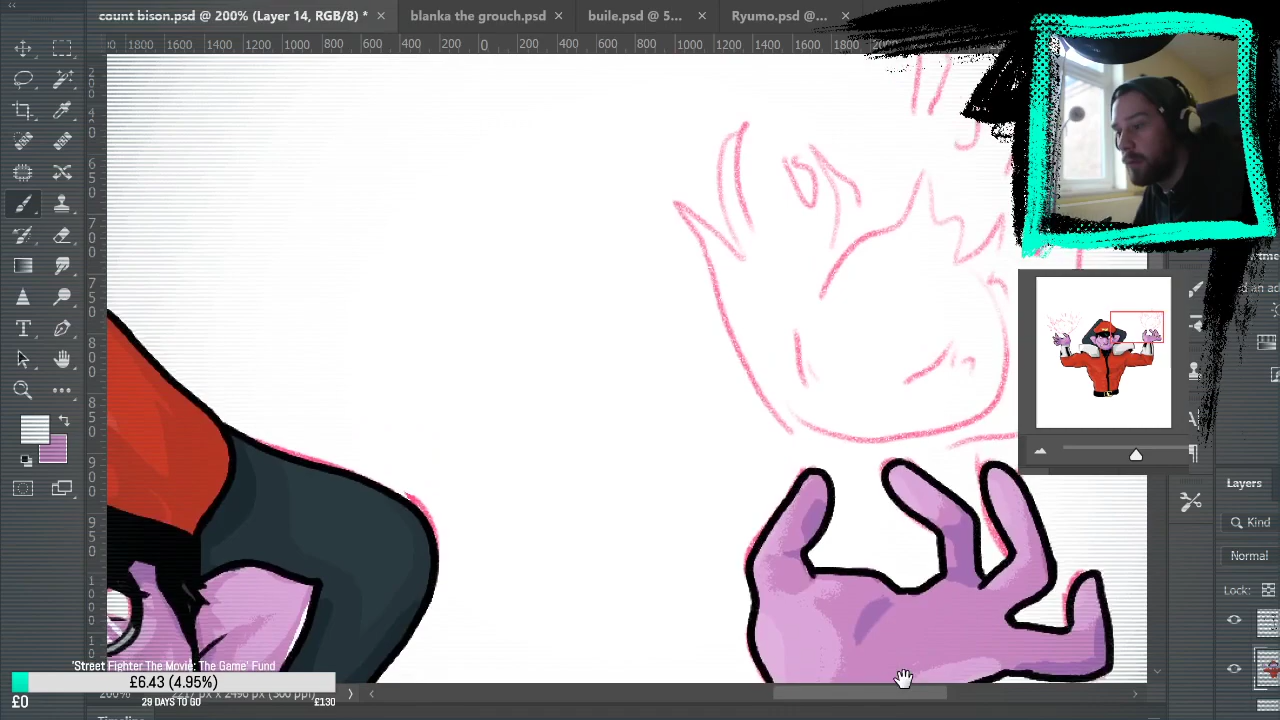 count bison.psd @ 200% (Layer 14, RGB/8) *
blanka the grouch.psd
buile.psd @ 5...
Ryumo.psd @...
1800 1600 1400 1200 1000 800 600 400 200 0 200 400 600 800 1000 1200 1400 1600 1800
Layers
Kind
Normal
Lock:
'Street Fighter The Movie: The Game' Fund
£6.43 (4.95%)
£0
29 DAYS TO GO
£130